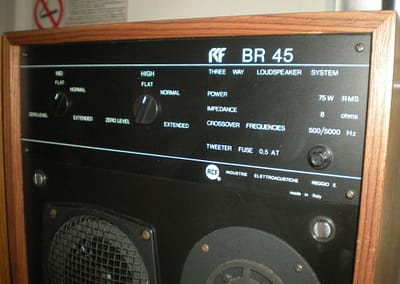 RCF BR 45
THREE WAY LOUDSPEAKER SYSTEM
MID
FLAT
NORMAL
ZERO LEVEL
EXTENDED
HIGH
FLAT
NORMAL
ZERO LEVEL
EXTENDED
POWER 75 W RMS
IMPEDANCE 8 ohms
CROSSOVER FREQUENCIES 500/5000 Hz
TWEETER FUSE 0,5 AT
RCF INDUSTRIE ELETTROACUSTICHE REGGIO E.
made in Italy